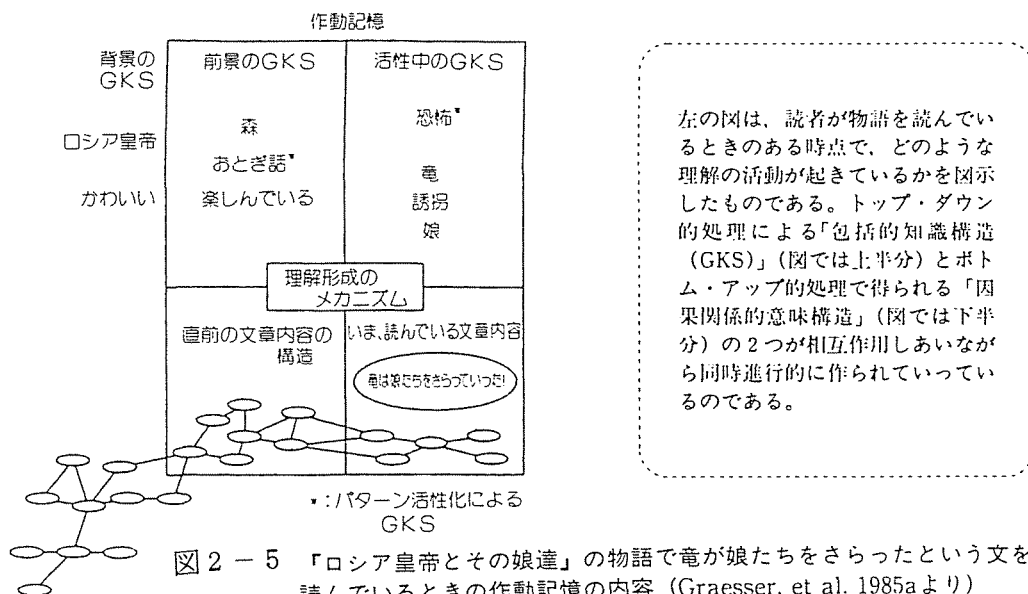 作動記憶
背景の
GKS
前景のGKS
活性中のGKS
ロシア皇帝
かわいい
森
おとぎ話*
楽しんでいる
恐怖*
竜
誘拐
娘
理解形成の
メカニズム
直前の文章内容の
構造
いま、読んでいる文章内容
竜は娘たちをさらっていった!
*:パターン活性化による
GKS
左の図は、読者が物語を読んでい
るときのある時点で、どのような
理解の活動が起きているかを図示
したものである。トップ・ダウン
的処理による「包括的知識構造
(GKS)」(図では上半分)とボト
ム・アップ的処理で得られる「因
果関係的意味構造」(図では下半
分)の2つが相互作用しあいなが
ら同時進行的に作られていってい
るのである。
図2-5 『ロシア皇帝とその娘達』の物語で竜が娘たちをさらったという文を
読んでいるときの作動記憶の内容 (Graesser, et al. 1985aより)